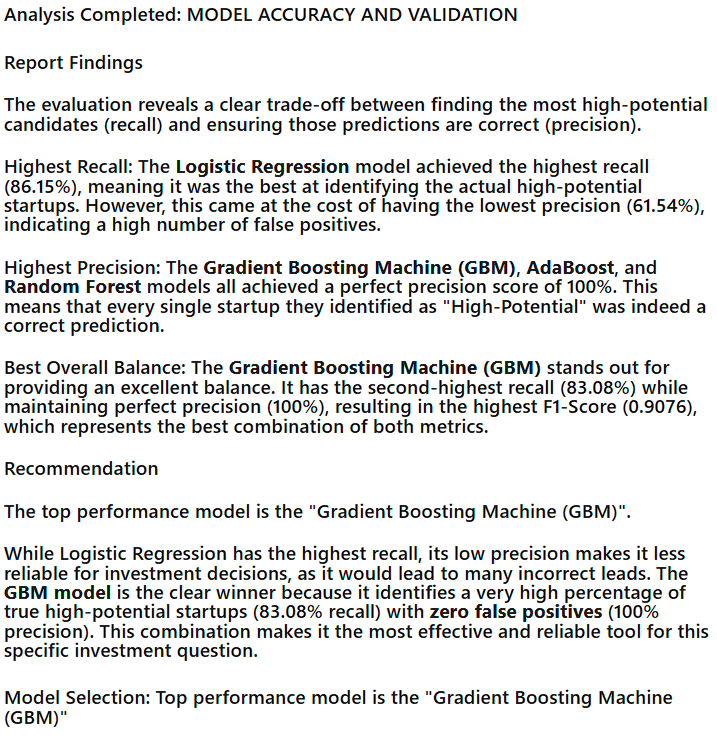 Analysis Completed: MODEL ACCURACY AND VALIDATION
Report Findings
The evaluation reveals a clear trade-off between finding the most high-potential
candidates (recall) and ensuring those predictions are correct (precision).
Highest Recall: The Logistic Regression model achieved the highest recall
(86.15%), meaning it was the best at identifying the actual high-potential
startups. However, this came at the cost of having the lowest precision (61.54%),
indicating a high number of false positives.
Highest Precision: The Gradient Boosting Machine (GBM), AdaBoost, and
Random Forest models all achieved a perfect precision score of 100%. This
means that every single startup they identified as "High-Potential" was indeed a
correct prediction.
Best Overall Balance: The Gradient Boosting Machine (GBM) stands out for
providing an excellent balance. It has the second-highest recall (83.08%) while
maintaining perfect precision (100%), resulting in the highest F1-Score (0.9076),
which represents the best combination of both metrics.
Recommendation
The top performance model is the "Gradient Boosting Machine (GBM)".
While Logistic Regression has the highest recall, its low precision makes it less
reliable for investment decisions, as it would lead to many incorrect leads. The
GBM model is the clear winner because it identifies a very high percentage of
true high-potential startups (83.08% recall) with zero false positives (100%
precision). This combination makes it the most effective and reliable tool for this
specific investment question.
Model Selection: Top performance model is the "Gradient Boosting Machine
(GBM)"